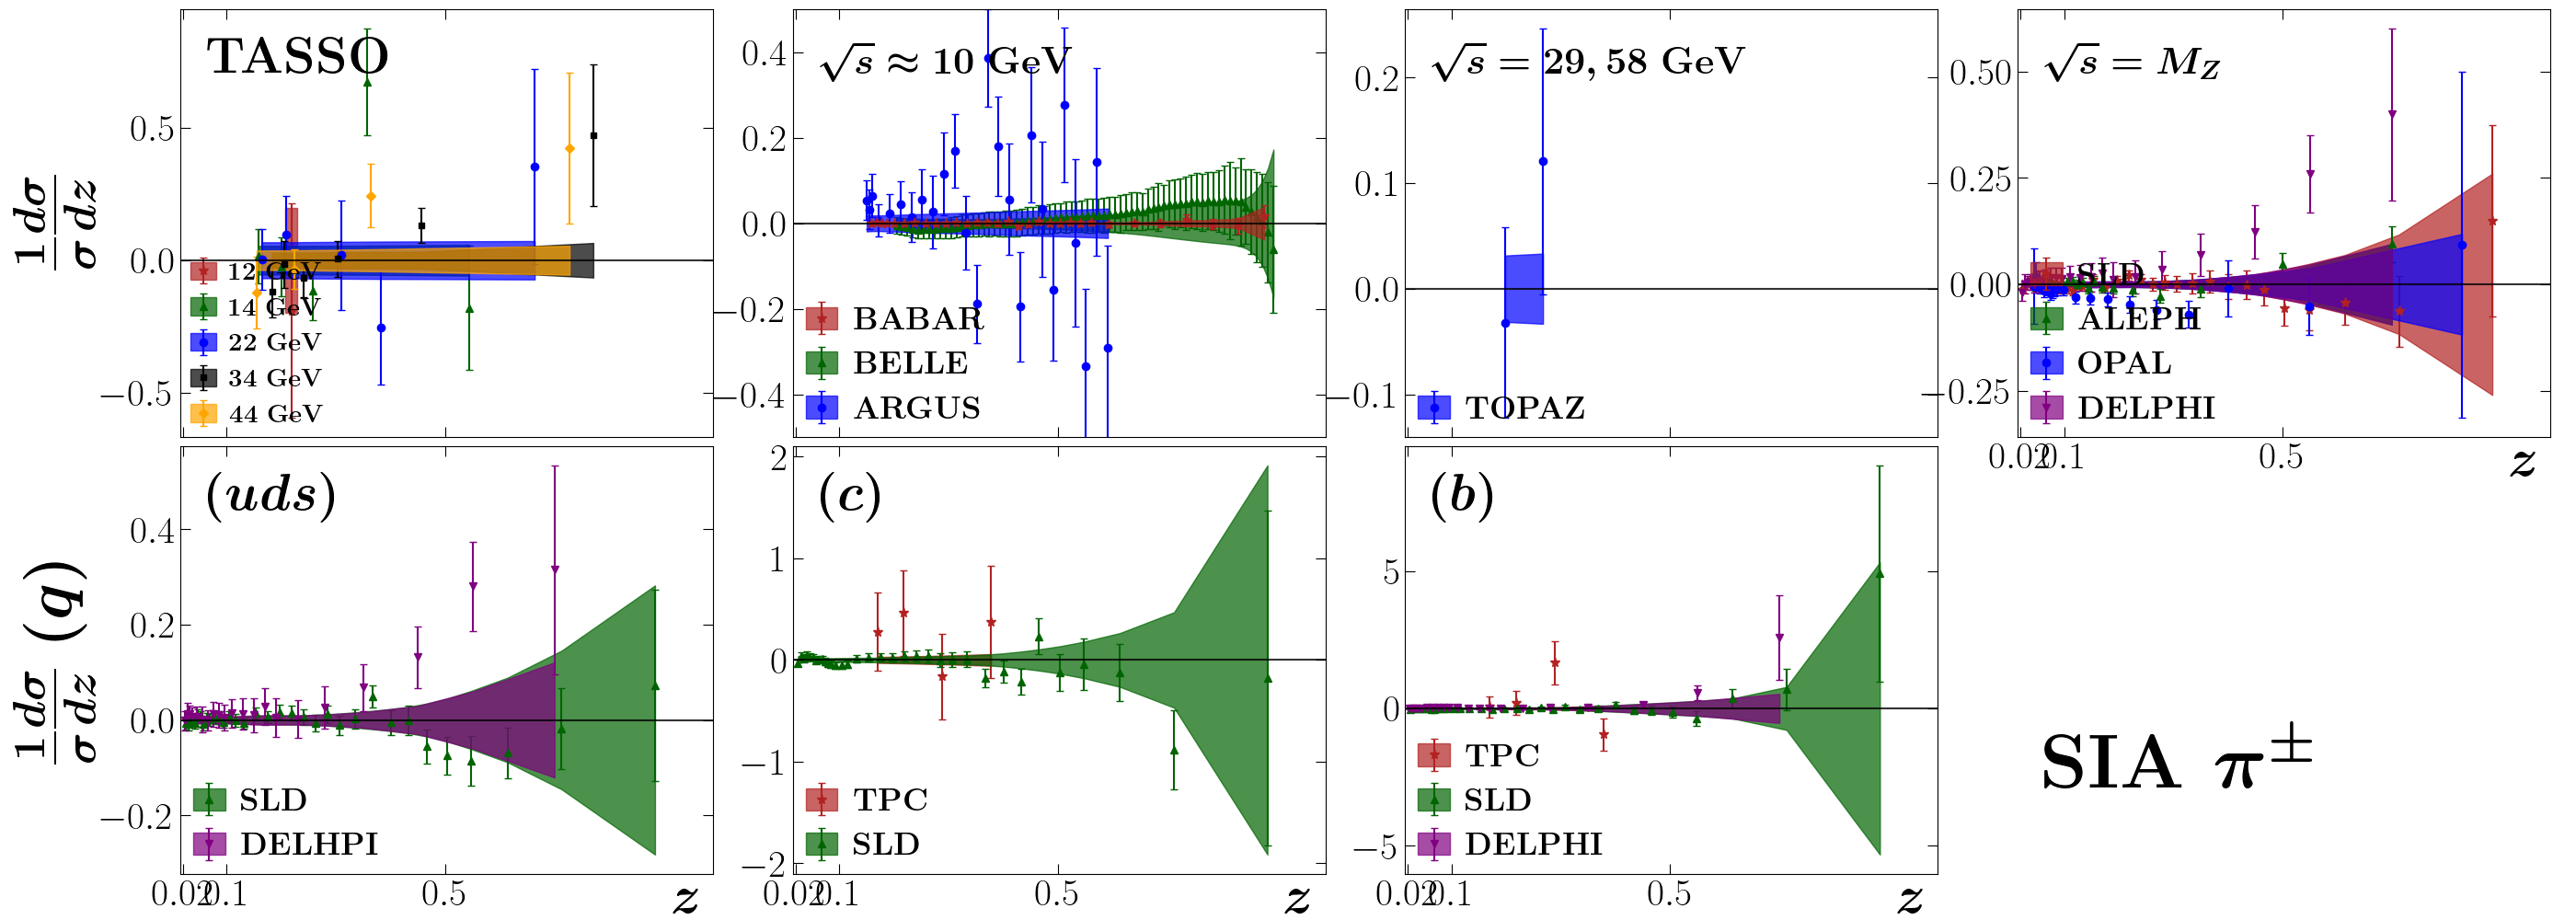 TASSO
1/σ dσ/dz
0.5
0.0
−0.5
12 GeV
14 GeV
22 GeV
34 GeV
44 GeV
√s ≈ 10 GeV
0.4
0.2
0.0
−0.2
−0.4
BABAR
BELLE
ARGUS
√s = 29, 58 GeV
0.2
0.1
0.0
−0.1
TOPAZ
√s = M_Z
0.50
0.25
0.00
−0.25
SLD
ALEPH
OPAL
DELPHI
0.02 0.1 0.5 z
(uds)
1/σ dσ/dz (q)
0.4
0.2
0.0
−0.2
SLD
DELHPI
0.02 0.1 0.5 z
(c)
2
1
0
−1
−2
TPC
SLD
0.02 0.1 0.5 z
(b)
5
0
−5
TPC
SLD
DELPHI
0.02 0.1 0.5 z
SIA π±